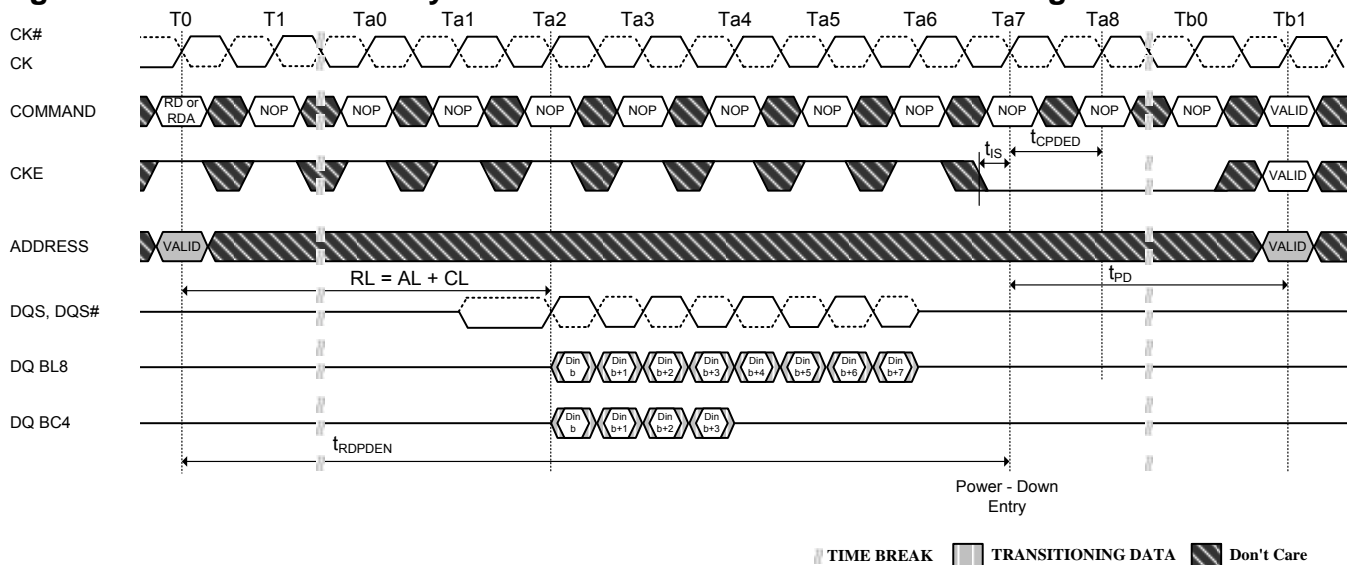 T0 T1 Ta0 Ta1 Ta2 Ta3 Ta4 Ta5 Ta6 Ta7 Ta8 Tb0 Tb1
CK#
CK
COMMAND RD or RDA NOP NOP NOP NOP NOP NOP NOP NOP NOP NOP NOP VALID
tIS tCPDED
CKE VALID
ADDRESS VALID VALID
RL = AL + CL tPD
DQS, DQS#
DQ BL8 Din b Din b+1 Din b+2 Din b+3 Din b+4 Din b+5 Din b+6 Din b+7
DQ BC4 Din b Din b+1 Din b+2 Din b+3
tRDPDEN
Power - Down
Entry
TIME BREAK TRANSITIONING DATA Don't Care